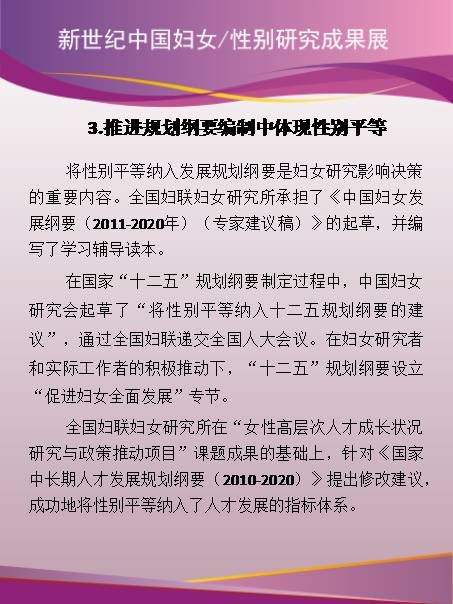 新世纪中国妇女/性别研究成果展
3.推进规划纲要编制中体现性别平等
将性别平等纳入发展规划纲要是妇女研究影响决策
的重要内容。全国妇联妇女研究所承担了《中国妇女发
展纲要（2011-2020年）（专家建议稿）》的起草，并编
写了学习辅导读本。
在国家“十二五”规划纲要制定过程中，中国妇女
研究会起草了“将性别平等纳入十二五规划纲要的建
议”，通过全国妇联递交全国人大会议。在妇女研究者
和实际工作者的积极推动下，“十二五”规划纲要设立
“促进妇女全面发展”专节。
全国妇联妇女研究所在“女性高层次人才成长状况
研究与政策推动项目”课题成果的基础上，针对《国家
中长期人才发展规划纲要（2010-2020）》提出修改建议，
成功地将性别平等纳入了人才发展的指标体系。